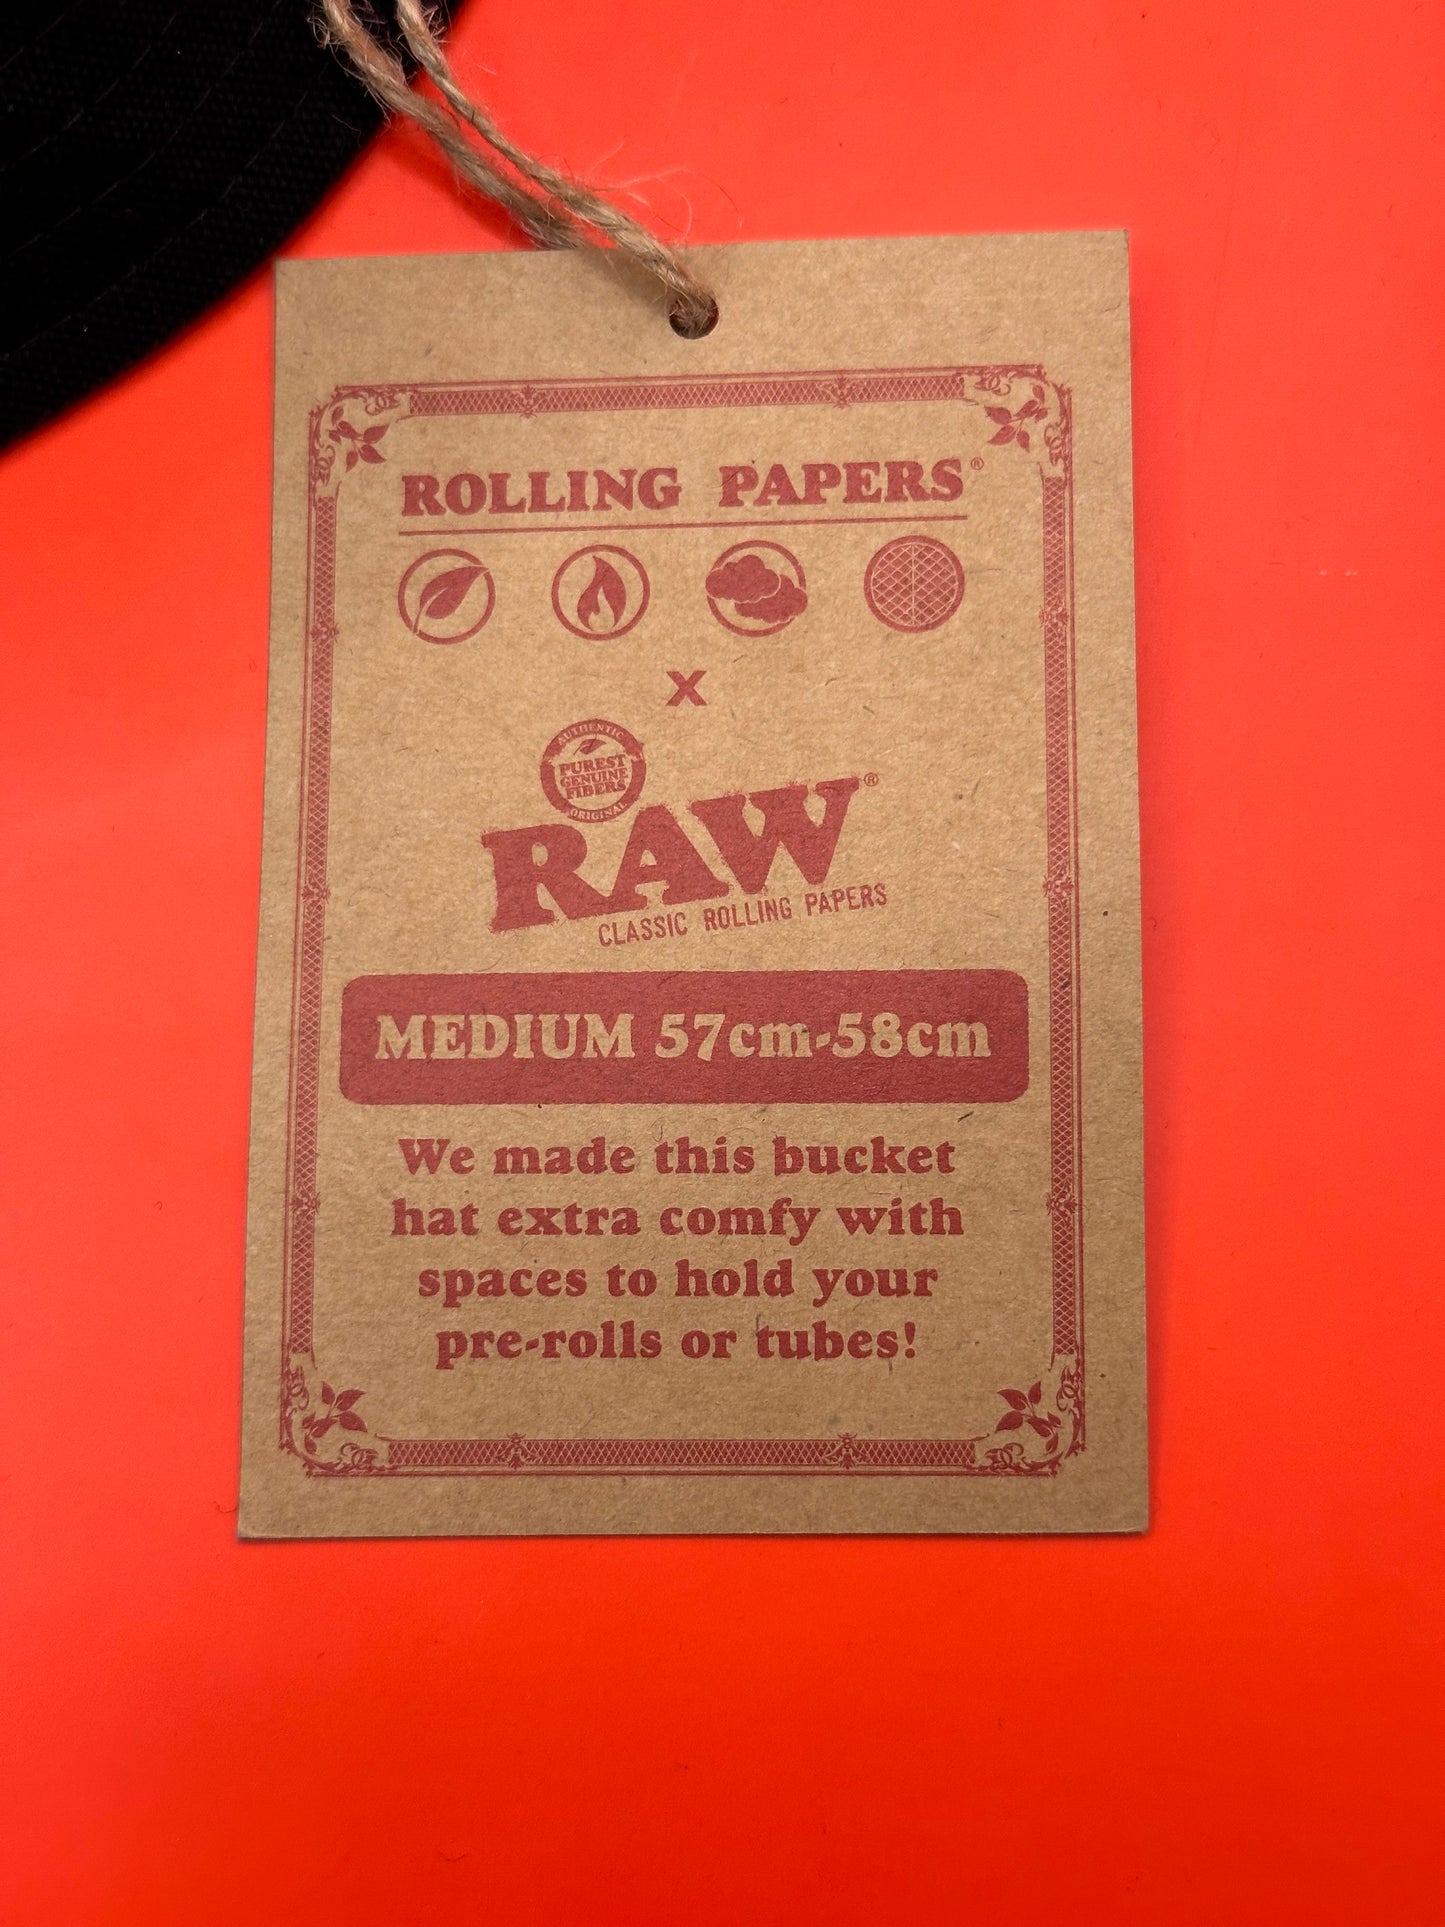 ROLLING PAPERS®
x
AUTHENTIC
PUREST
GENUINE
FIBERS
ORIGINAL
RAW®
CLASSIC ROLLING PAPERS
MEDIUM 57cm-58cm
We made this bucket
hat extra comfy with
spaces to hold your
pre-rolls or tubes!